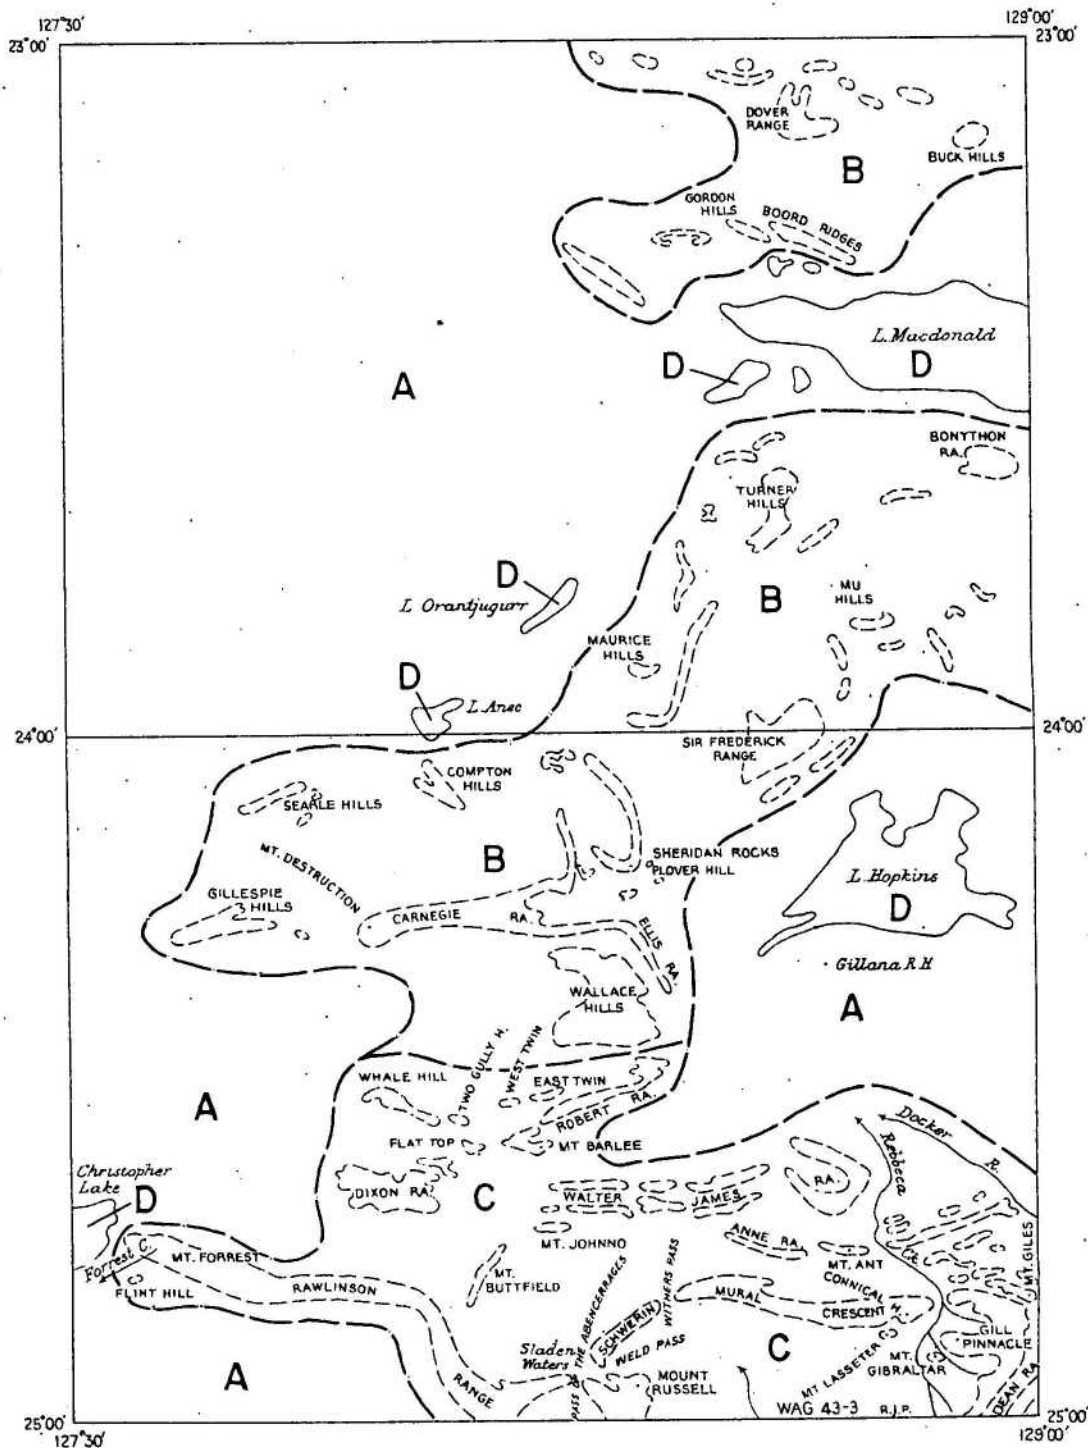 127°30'
129°00'
23°00'
23°00'
DOVER
RANGE
BUCK HILLS
B
GORDON
HILLS
BOORD RIDGES
L. Macdonald
D
D
A
BONYTHON
RA.
TURNER
HILLS
D
L Orantjugurr
B
MU
HILLS
MAURICE
HILLS
D
L. Anec
24°00'
24°00'
SIR FREDERICK
RANGE
COMPTON
HILLS
SEARLE HILLS
MT. DESTRUCTION
B
SHERIDAN ROCKS
PLOVER HILL
L. Hopkins
D
GILLESPIE
HILLS
CARNEGIE
RA.
ELLIS
RA.
Gillana R H
WALLACE
HILLS
A
WHALE HILL
TWO GULLY H.
WEST TWIN
EAST TWIN
ROBERT RA.
A
FLAT TOP
MT BARLEE
Docker R.
Rebbeca
Ck.
Christopher
Lake
D
DIXON RA.
C
WALTER
JAMES
RA.
MT. JOHNNO
ANNE RA.
MT. ANT
MT. GILES
Forrest C.
MT. FORREST
FLINT HILL
RAWLINSON
MT.
BUTTFIELD
PASS OF THE ABENCERRAGES
WITHERS PASS
MURAL
CONNICAL H.
CRESCENT
SCHWERIN
WELD PASS
Sladen
Waters
C
GILL
PINNACLE
MT LASSETER
MT.
GIBRALTAR
A
RANGE
MOUNT
RUSSELL
WAG 43-3
R.J.P.
DEAN RA
25°00'
25°00'
127°30'
129°00'